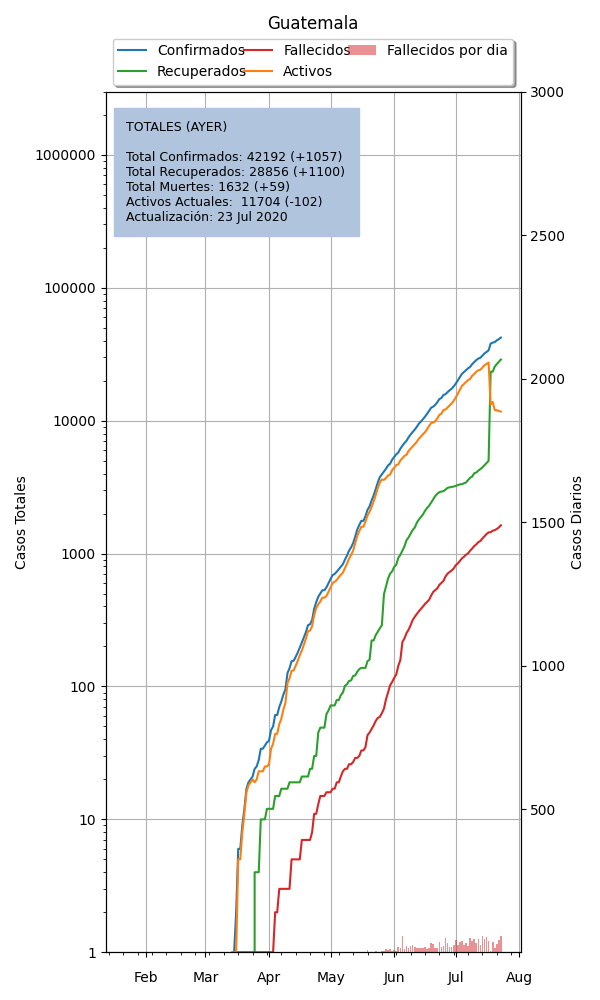 Guatemala
Confirmados
Recuperados
Fallecidos
Activos
Fallecidos por dia
TOTALES (AYER)
Total Confirmados: 42192 (+1057)
Total Recuperados: 28856 (+1100)
Total Muertes: 1632 (+59)
Activos Actuales:  11704 (-102)
Actualización: 23 Jul 2020
Casos Totales
1000000
100000
10000
1000
100
10
1
Casos Diarios
3000
2500
2000
1500
1000
500
Feb Mar Apr May Jun Jul Aug